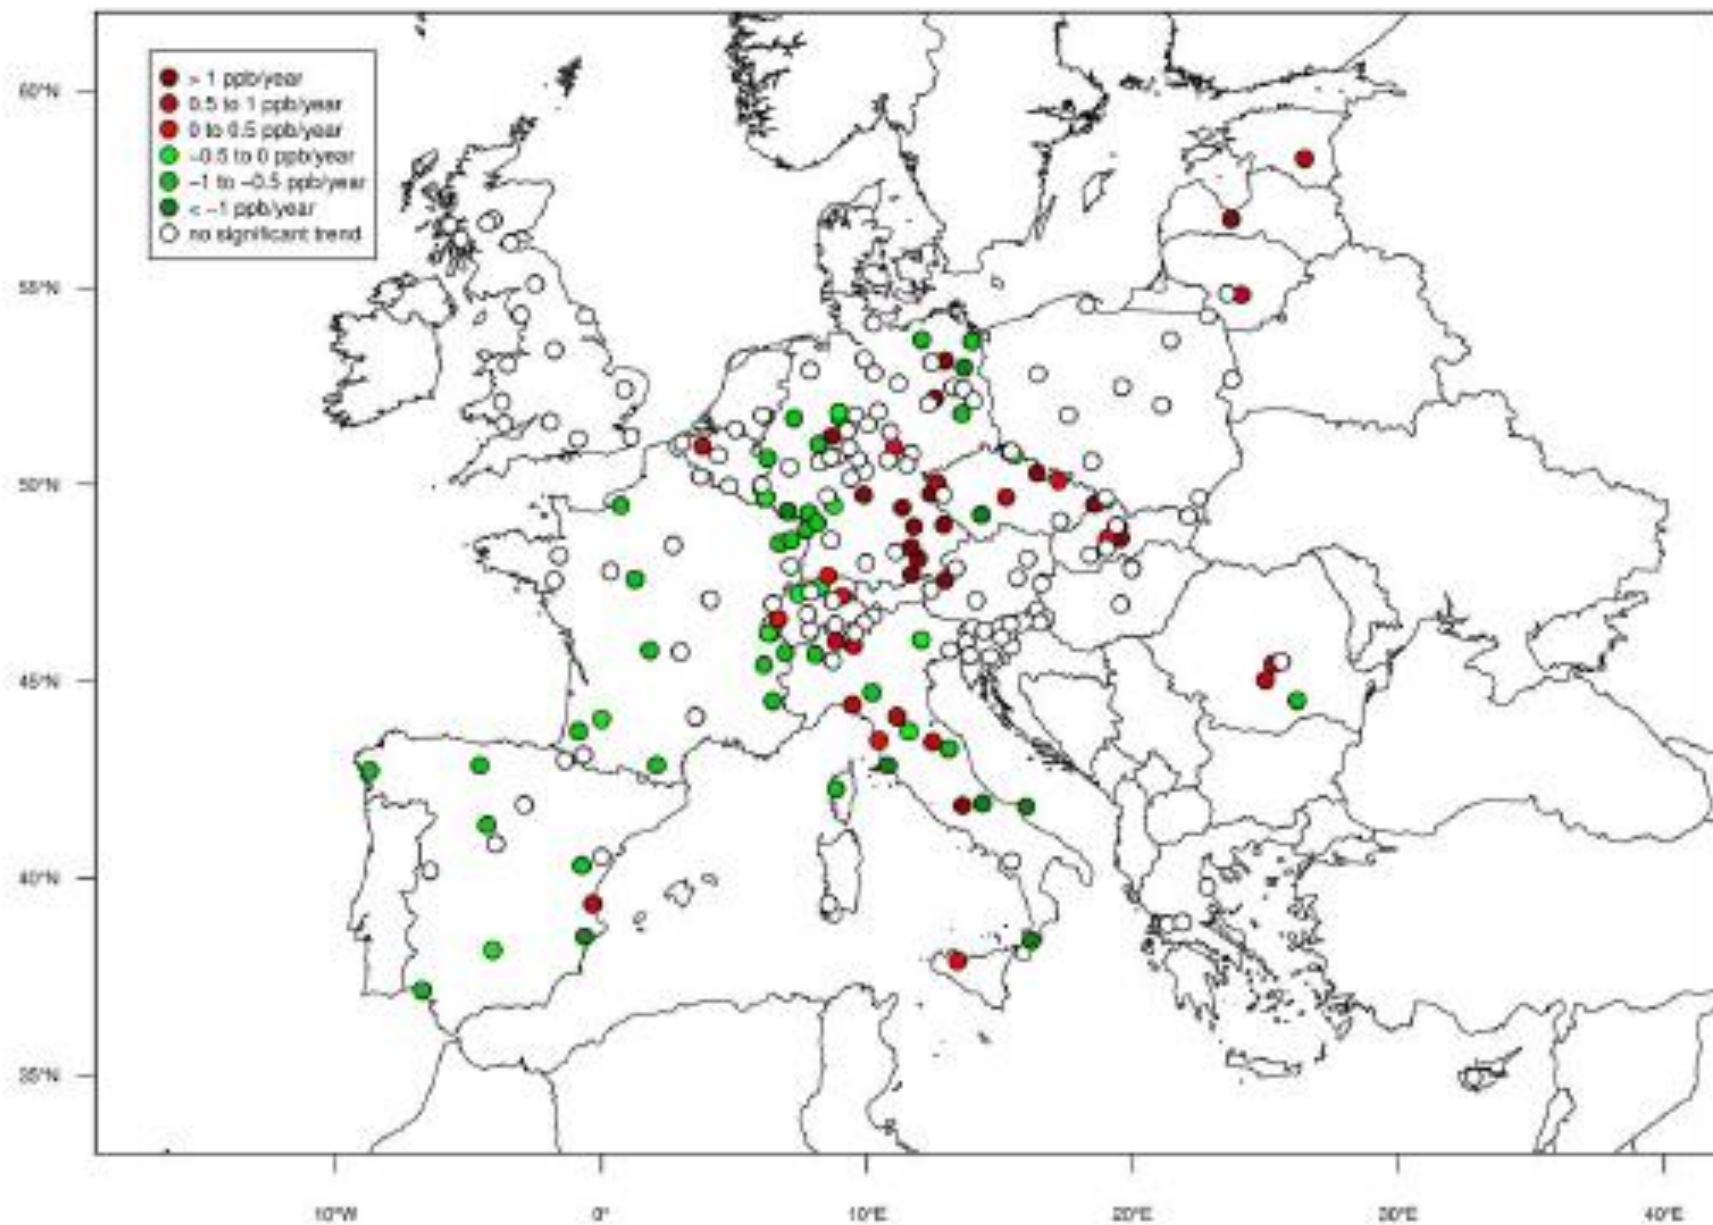 > 1 ppb/year
0.5 to 1 ppb/year
0 to 0.5 ppb/year
−0.5 to 0 ppb/year
−1 to −0.5 ppb/year
< −1 ppb/year
no significant trend
60°N
55°N
50°N
45°N
40°N
35°N
10°W 0° 10°E 20°E 30°E 40°E